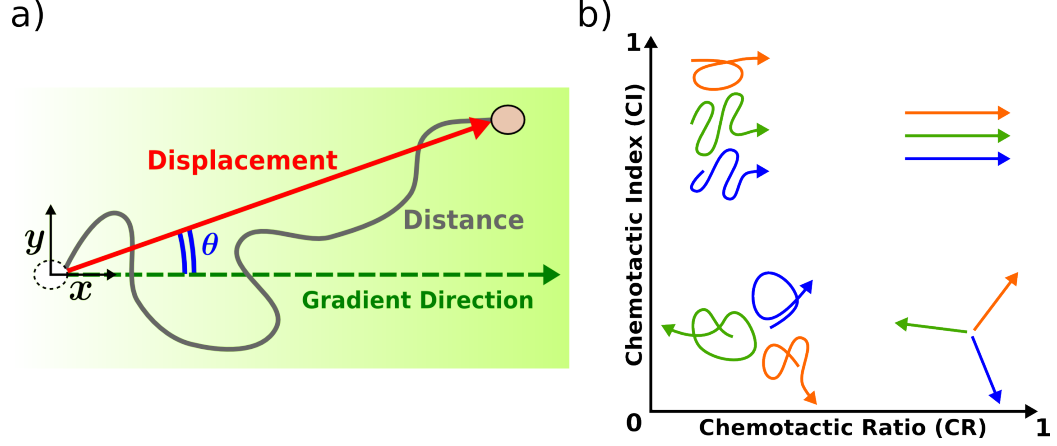 a)
Displacement
Distance
θ
y
x
Gradient Direction
b)
1
Chemotactic Index (CI)
0
Chemotactic Ratio (CR)
1